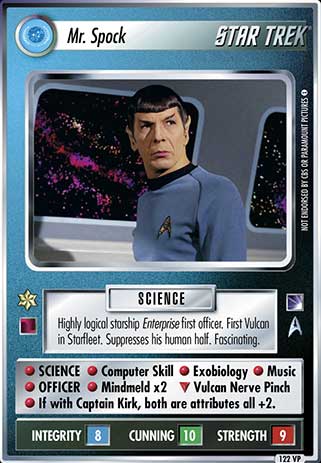 Mr. Spock
STAR TREK
NOT ENDORSED BY CBS OR PARAMOUNT PICTURES
SCIENCE
Highly logical starship Enterprise first officer. First Vulcan
in Starfleet. Suppresses his human half. Fascinating.
SCIENCE • Computer Skill • Exobiology • Music
• OFFICER • Mindmeld x2 ▼ Vulcan Nerve Pinch
• If with Captain Kirk, both are attributes all +2.
INTEGRITY 8 CUNNING 10 STRENGTH 9
122 VP